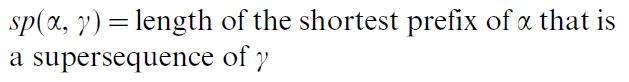 sp(α, γ) = length of the shortest prefix of α that is
a supersequence of γ